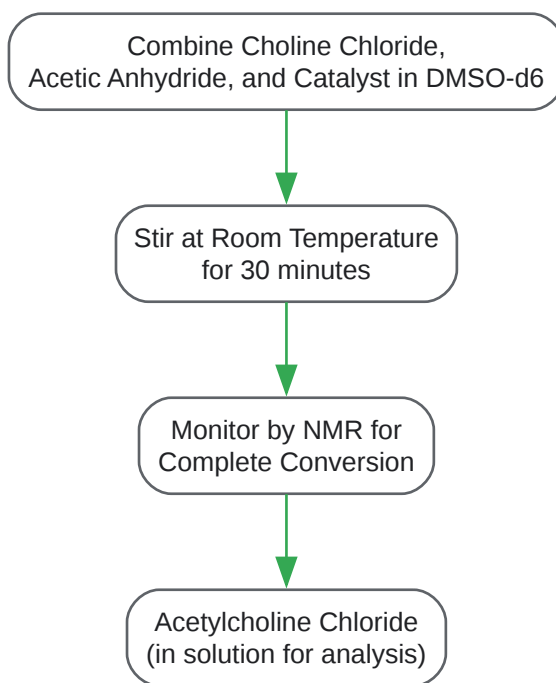 Combine Choline Chloride,
Acetic Anhydride, and Catalyst in DMSO-d6
Stir at Room Temperature
for 30 minutes
Monitor by NMR for
Complete Conversion
Acetylcholine Chloride
(in solution for analysis)